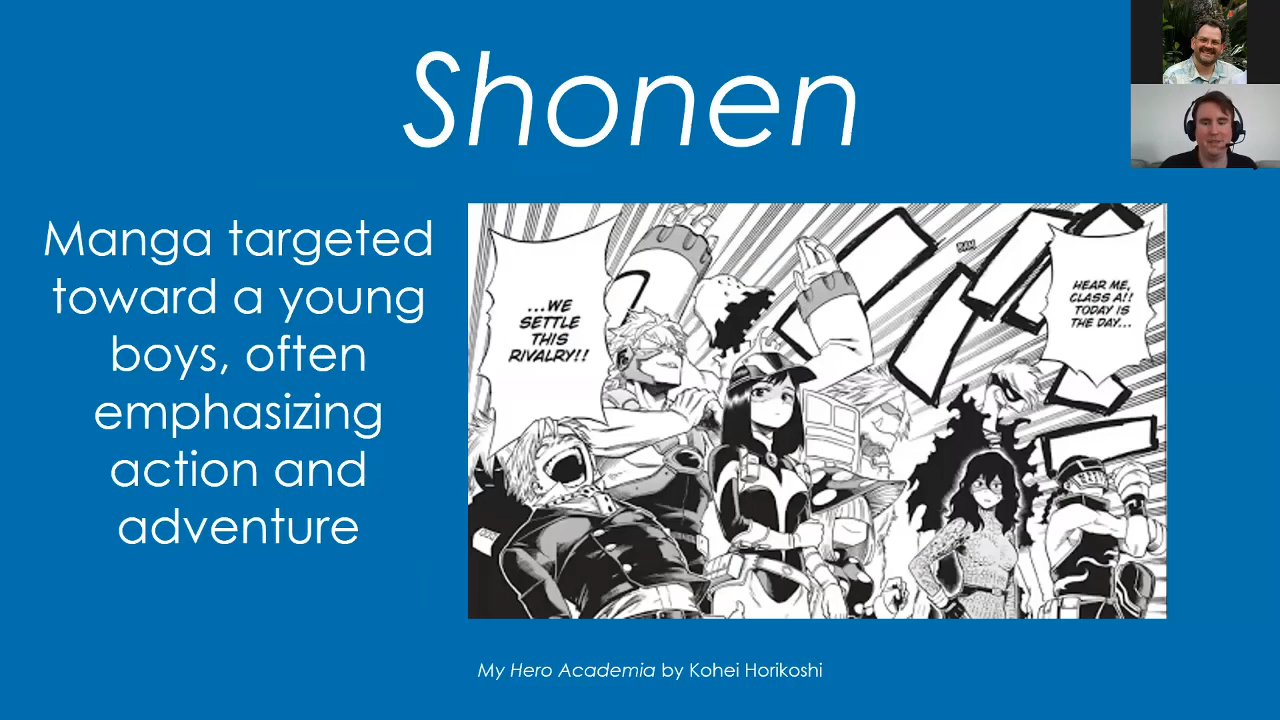 Shonen
Manga targeted
toward a young
boys, often
emphasizing
action and
adventure
HEAR ME,
CLASS A!!
TODAY IS
THE DAY...
BAM
...WE
SETTLE
THIS
RIVALRY!!
My Hero Academia by Kohei Horikoshi